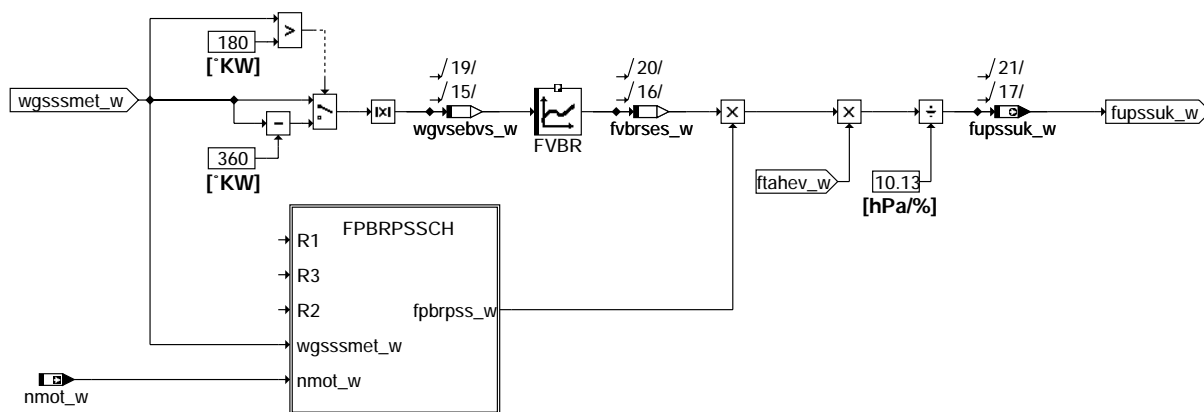 >
180
[°KW]
wgsssmet_w
−
360
[°KW]
|x|
19/
15/
wgvsebvs_w
FVBR
20/
16/
fvbrses_w
×
×
÷
21/
17/
fupssuk_w
fupssuk_w
ftahev_w
10.13
[hPa/%]
FPBRPSSCH
R1
R3
R2
fpbrpss_w
wgsssmet_w
nmot_w
nmot_w